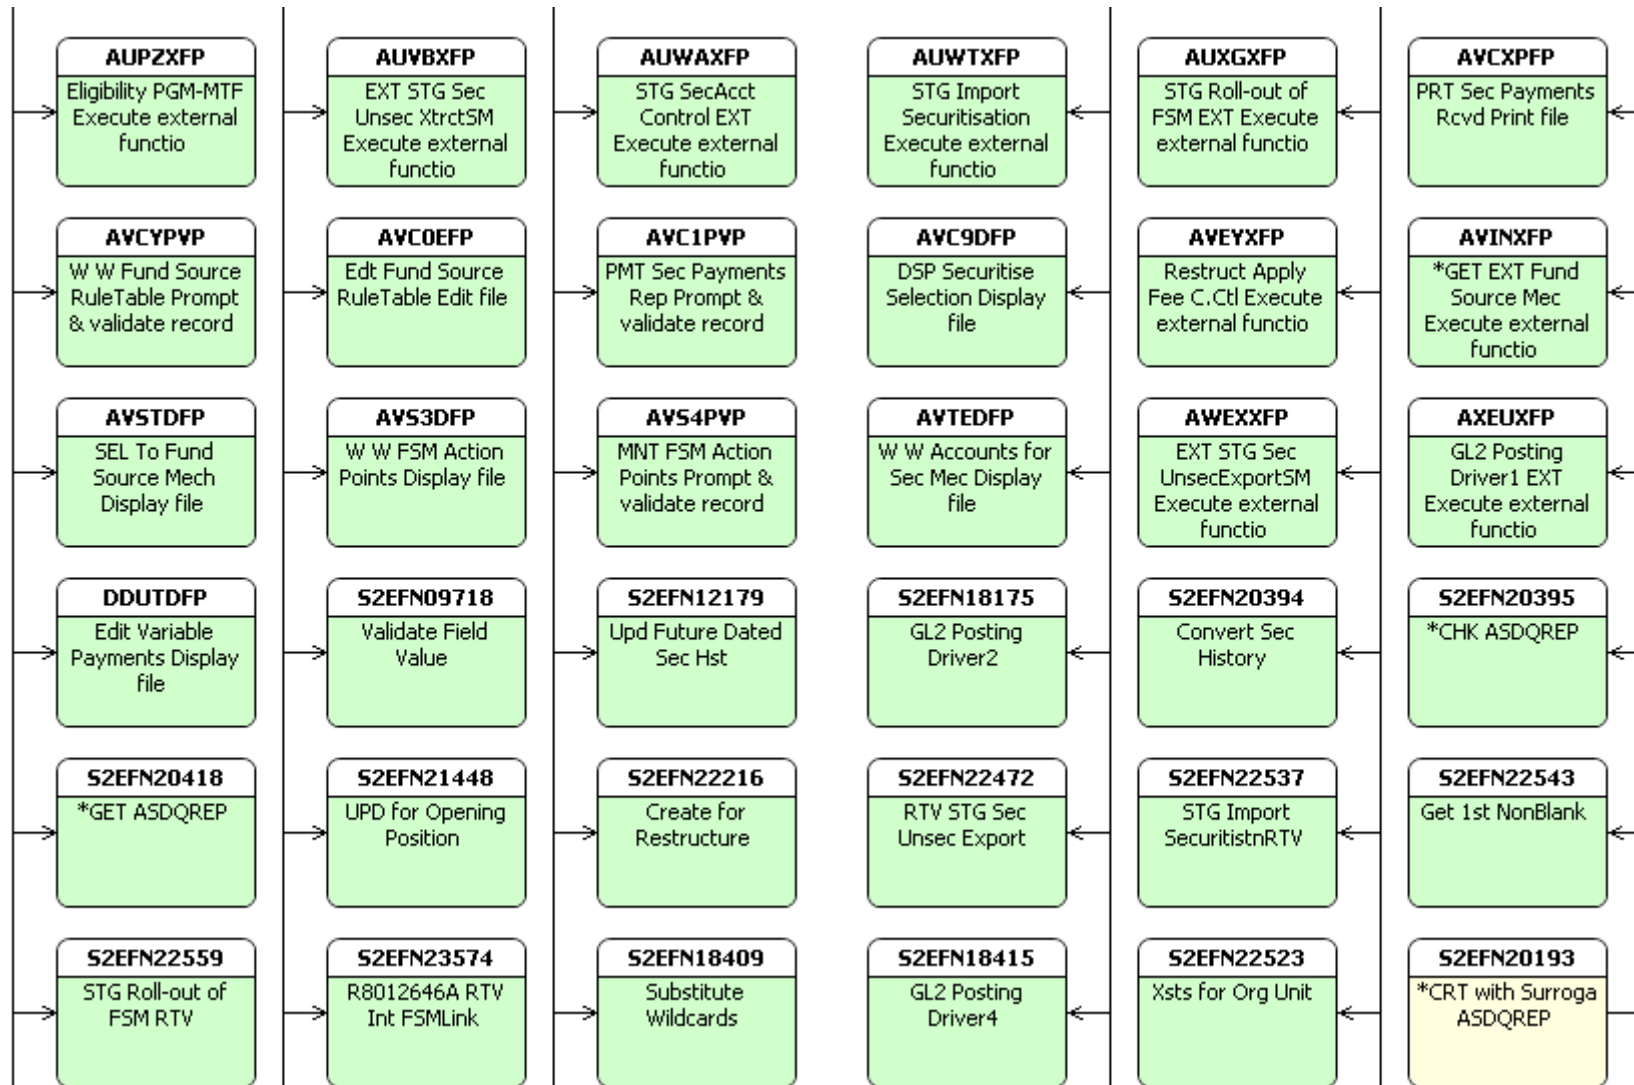 AUPZXFP
Eligibility PGM-MTF
Execute external
functio
AUVBXFP
EXT STG Sec
Unsec XtrctSM
Execute external
functio
AUWAXFP
STG SecAcct
Control EXT
Execute external
functio
AUWTXFP
STG Import
Securitisation
Execute external
functio
AUXGXFP
STG Roll-out of
FSM EXT Execute
external functio
AVCXPFP
PRT Sec Payments
Rcvd Print file
AVCYPVP
W W Fund Source
RuleTable Prompt
& validate record
AVC0EFP
Edt Fund Source
RuleTable Edit file
AVC1PVP
PMT Sec Payments
Rep Prompt &
validate record
AVC9DFP
DSP Securitise
Selection Display
file
AVEYXFP
Restruct Apply
Fee C.Ctl Execute
external functio
AVINXFP
*GET EXT Fund
Source Mec
Execute external
functio
AVSTDFP
SEL To Fund
Source Mech
Display file
AVS3DFP
W W FSM Action
Points Display file
AVS4PVP
MNT FSM Action
Points Prompt &
validate record
AVTEDFP
W W Accounts for
Sec Mec Display
file
AWEXXFP
EXT STG Sec
UnsecExportSM
Execute external
functio
AXEUXFP
GL2 Posting
Driver1 EXT
Execute external
functio
DDUTDFP
Edit Variable
Payments Display
file
S2EFN09718
Validate Field
Value
S2EFN12179
Upd Future Dated
Sec Hst
S2EFN18175
GL2 Posting
Driver2
S2EFN20394
Convert Sec
History
S2EFN20395
*CHK ASDQREP
S2EFN20418
*GET ASDQREP
S2EFN21448
UPD for Opening
Position
S2EFN22216
Create for
Restructure
S2EFN22472
RTV STG Sec
Unsec Export
S2EFN22537
STG Import
SecuritistnRTV
S2EFN22543
Get 1st NonBlank
S2EFN22559
STG Roll-out of
FSM RTV
S2EFN23574
R8012646A RTV
Int FSMLink
S2EFN18409
Substitute
Wildcards
S2EFN18415
GL2 Posting
Driver4
S2EFN22523
Xsts for Org Unit
S2EFN20193
*CRT with Surroga
ASDQREP